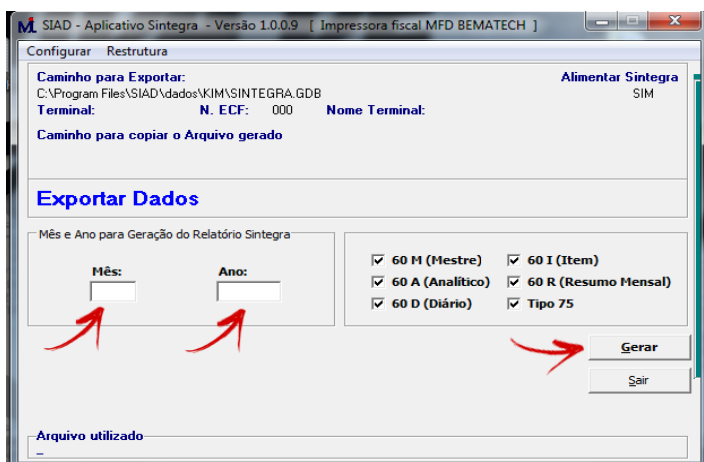 SIAD - Aplicativo Sintegra - Versão 1.0.0.9 [ Impressora fiscal MFD BEMATECH ]
Configurar Restrutura
Caminho para Exportar: Alimentar Sintegra
C:\Program Files\SIAD\dados\KIM\SINTEGRA.GDB SIM
Terminal: N. ECF: 000 Nome Terminal:
Caminho para copiar o Arquivo gerado
Exportar Dados
Mês e Ano para Geração do Relatório Sintegra
Mês: Ano:
60 M (Mestre) 60 I (Item)
60 A (Analítico) 60 R (Resumo Mensal)
60 D (Diário) Tipo 75
Gerar
Sair
Arquivo utilizado
_